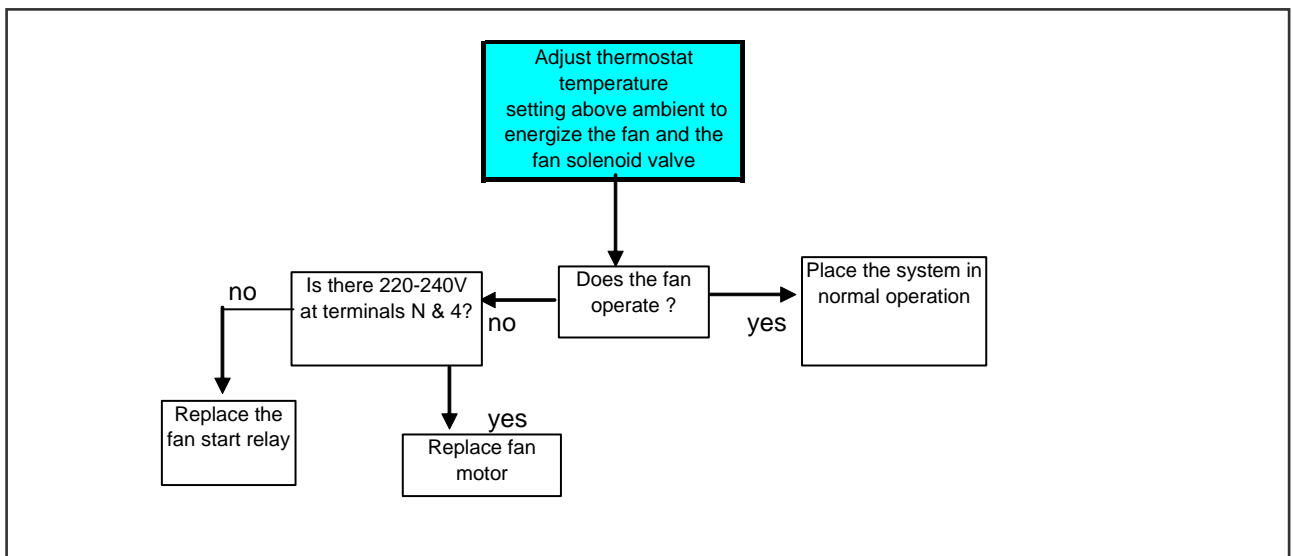 Adjust thermostat
temperature
setting above ambient to
energize the fan and the
fan solenoid valve
Does the fan
operate ?
yes
Place the system in
normal operation
no
Is there 220-240V
at terminals N & 4?
no
Replace the
fan start relay
yes
Replace fan
motor